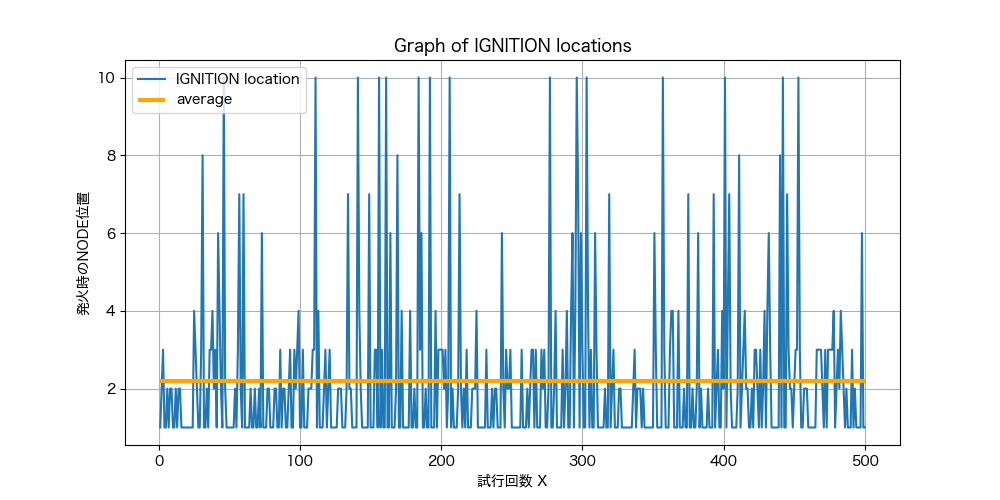 Graph of IGNITION locations
IGNITION location
average
10
8
6
4
2
発火時のNODE位置
0
100
200
300
400
500
試行回数 X